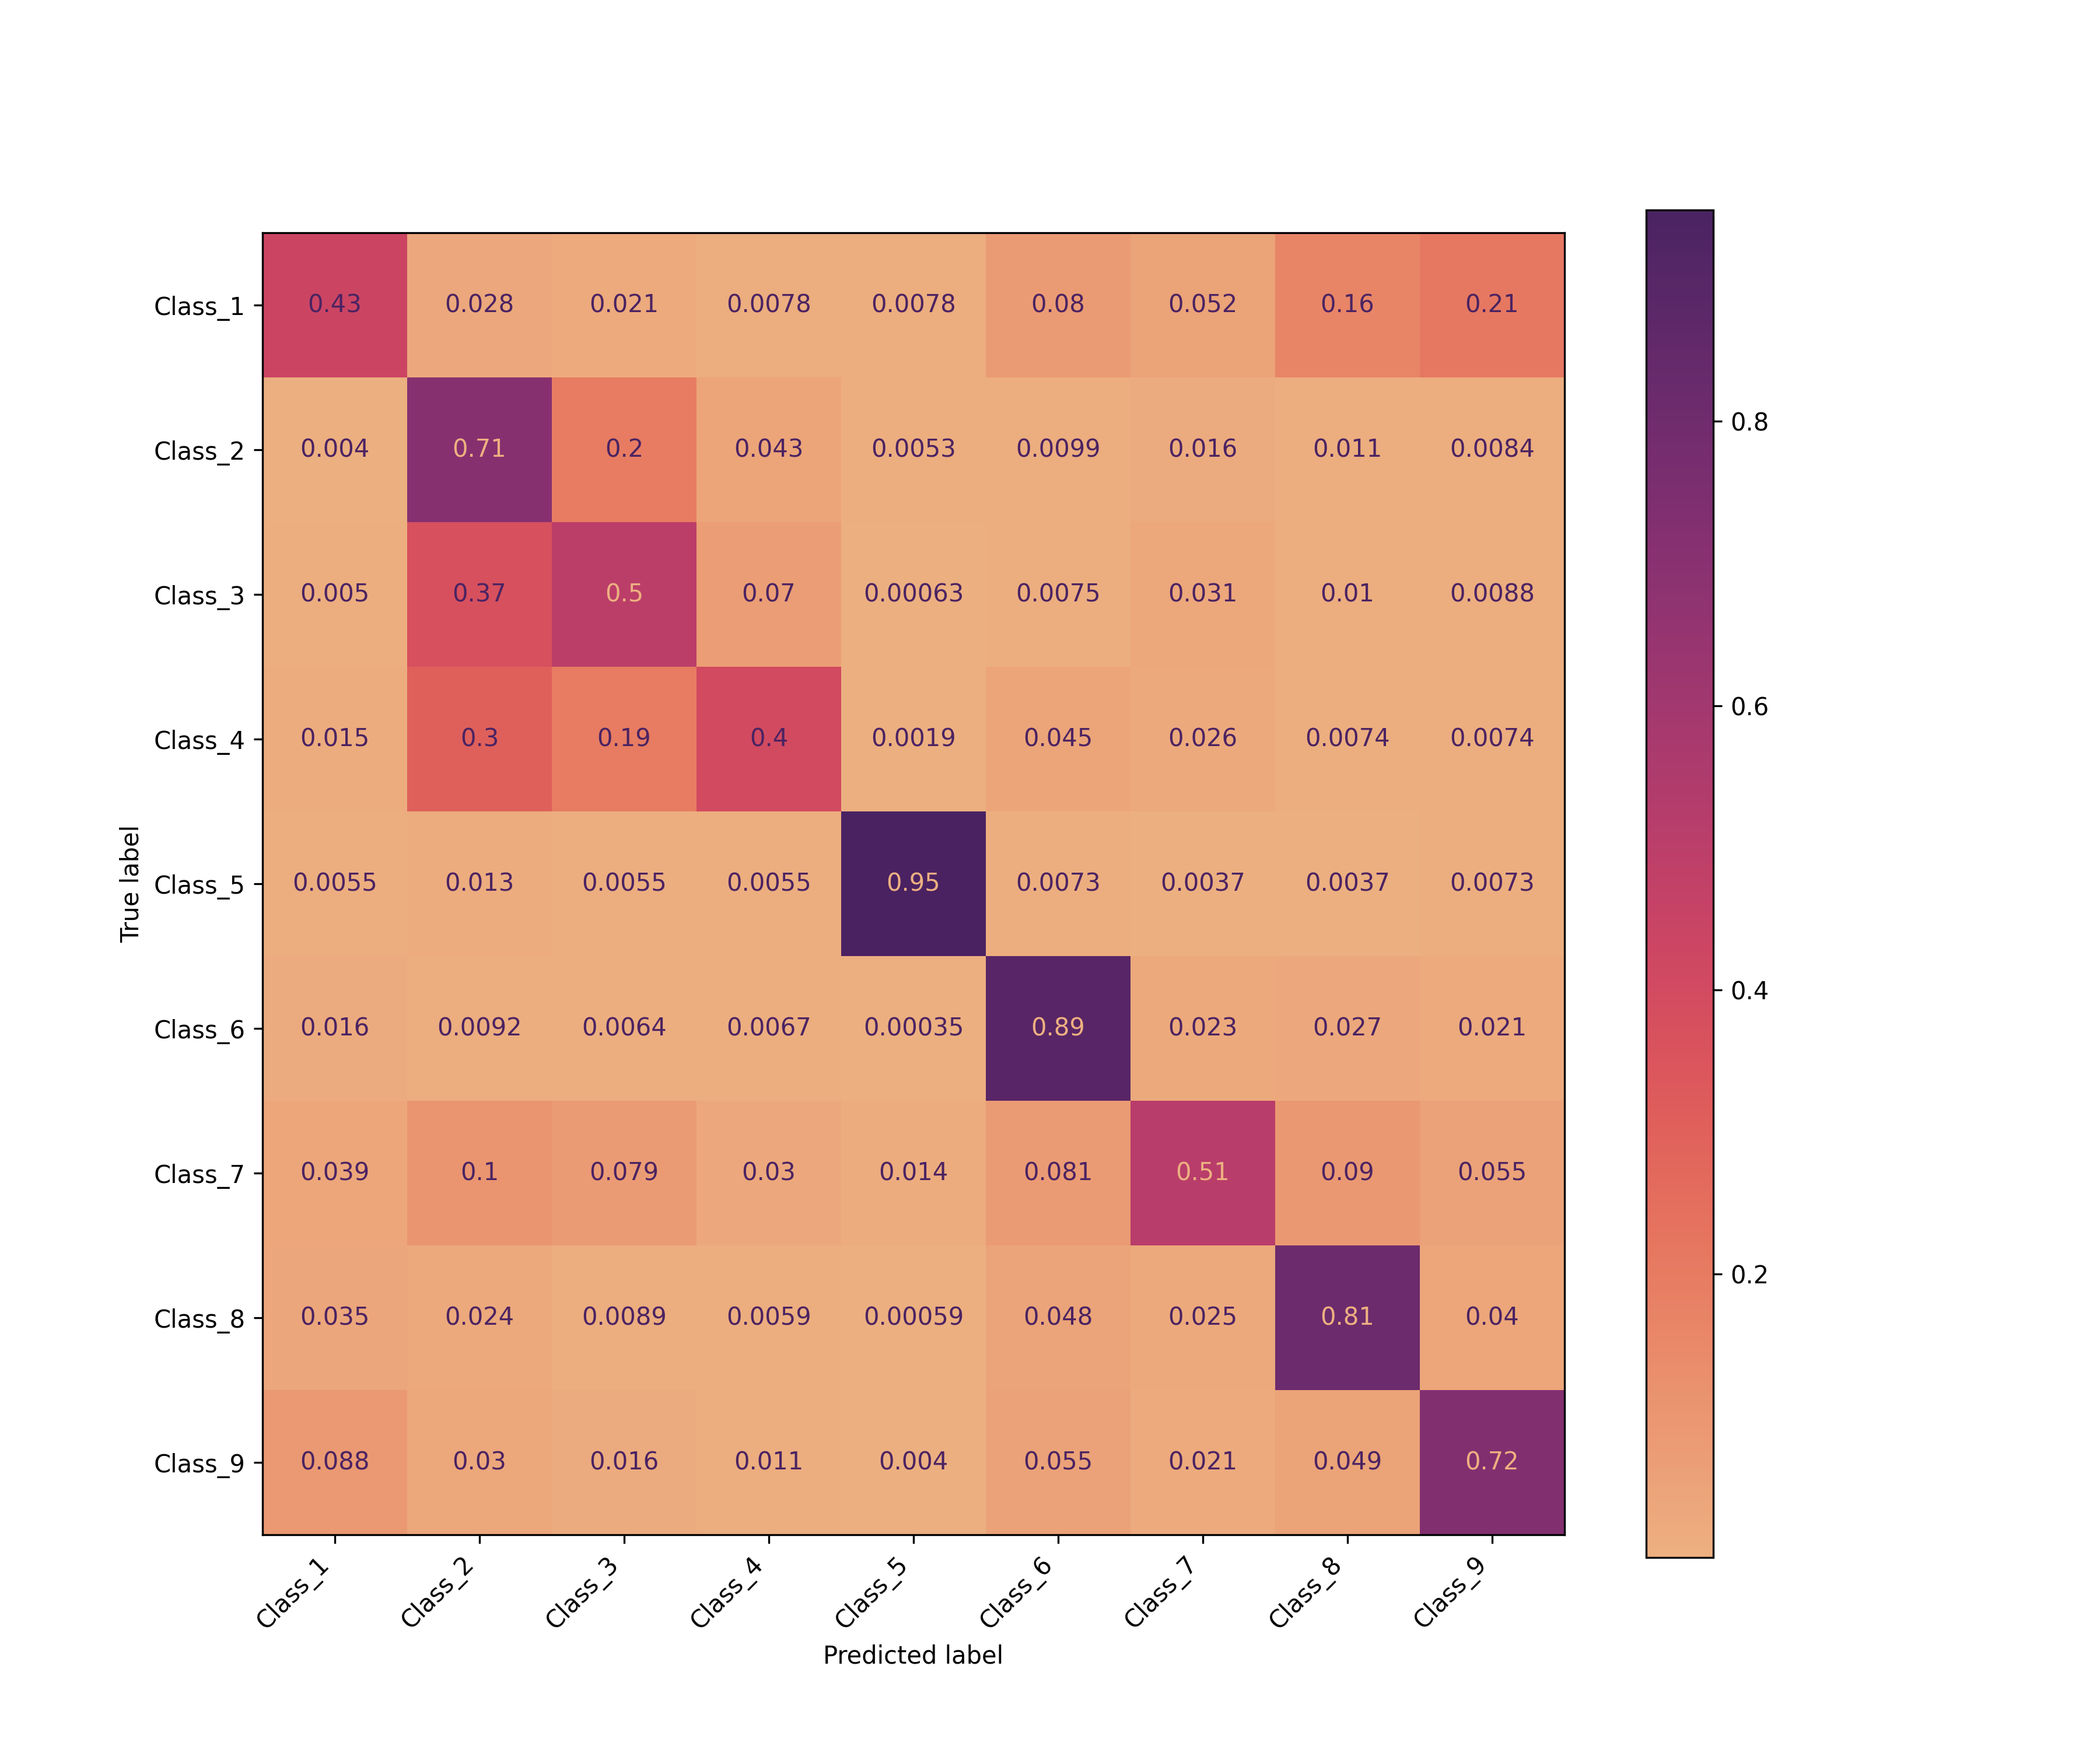 Class_1 0.43 0.028 0.021 0.0078 0.0078 0.08 0.052 0.16 0.21
Class_2 0.004 0.71 0.2 0.043 0.0053 0.0099 0.016 0.011 0.0084
Class_3 0.005 0.37 0.5 0.07 0.00063 0.0075 0.031 0.01 0.0088
Class_4 0.015 0.3 0.19 0.4 0.0019 0.045 0.026 0.0074 0.0074
Class_5 0.0055 0.013 0.0055 0.0055 0.95 0.0073 0.0037 0.0037 0.0073
Class_6 0.016 0.0092 0.0064 0.0067 0.00035 0.89 0.023 0.027 0.021
Class_7 0.039 0.1 0.079 0.03 0.014 0.081 0.51 0.09 0.055
Class_8 0.035 0.024 0.0089 0.0059 0.00059 0.048 0.025 0.81 0.04
Class_9 0.088 0.03 0.016 0.011 0.004 0.055 0.021 0.049 0.72
Class_1 Class_2 Class_3 Class_4 Class_5 Class_6 Class_7 Class_8 Class_9
Predicted label
True label
0.8
0.6
0.4
0.2